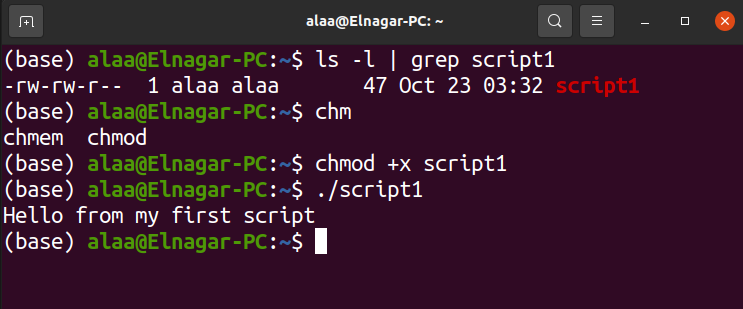 alaa@Elnagar-PC: ~
(base) alaa@Elnagar-PC:~$ ls -l | grep script1
-rw-rw-r--  1 alaa alaa       47 Oct 23 03:32 script1
(base) alaa@Elnagar-PC:~$ chm
chmem  chmod
(base) alaa@Elnagar-PC:~$ chmod +x script1
(base) alaa@Elnagar-PC:~$ ./script1
Hello from my first script
(base) alaa@Elnagar-PC:~$